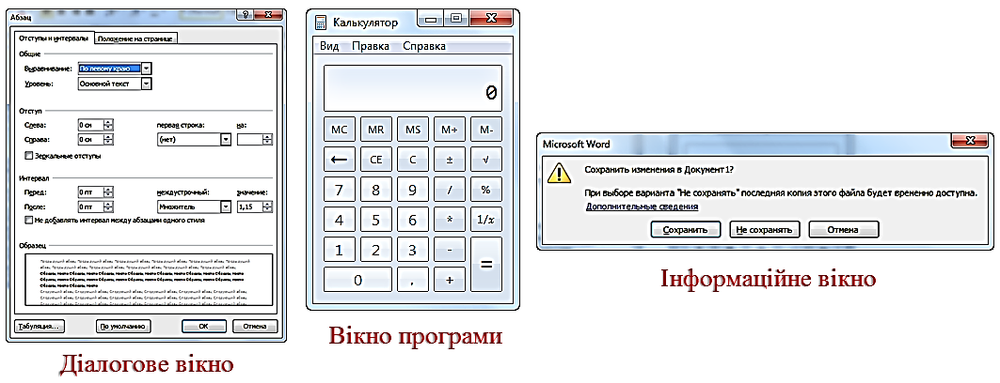 Абзац
Отступы и интервалы Положение на странице
Общие
Выравнивание: По левому краю
Уровень: Основной текст
Отступ
Слева: 0 см первая строка: на:
Справа: 0 см (нет)
Зеркальные отступы
Интервал
Перед: 0 пт междустрочный: значение:
После: 0 пт Множитель 1,15
Не добавлять интервал между абзацами одного стиля
Образец
Табуляция... По умолчанию ОК Отмена
Діалогове вікно
Калькулятор
Вид Правка Справка
0
MC MR MS M+ M-
← CE C ± √
7 8 9 / %
4 5 6 * 1/x
1 2 3 - =
0 , +
Вікно програми
Microsoft Word
Сохранить изменения в Документ1?
При выборе варианта "Не сохранять" последняя копия этого файла будет временно доступна.
Дополнительные сведения
Сохранить Не сохранять Отмена
Інформаційне вікно